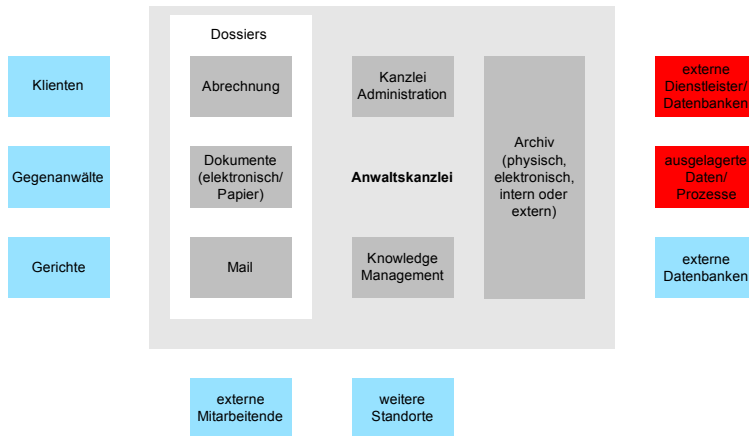 Dossiers
Klienten
Abrechnung
Kanzlei
Administration
externe
Dienstleister/
Datenbanken
Gegenanwälte
Dokumente
(elektronisch/
Papier)
Anwaltskanzlei
Archiv
(physisch,
elektronisch,
intern oder
extern)
ausgelagerte
Daten/
Prozesse
Gerichte
Mail
Knowledge
Management
externe
Datenbanken
externe
Mitarbeitende
weitere
Standorte